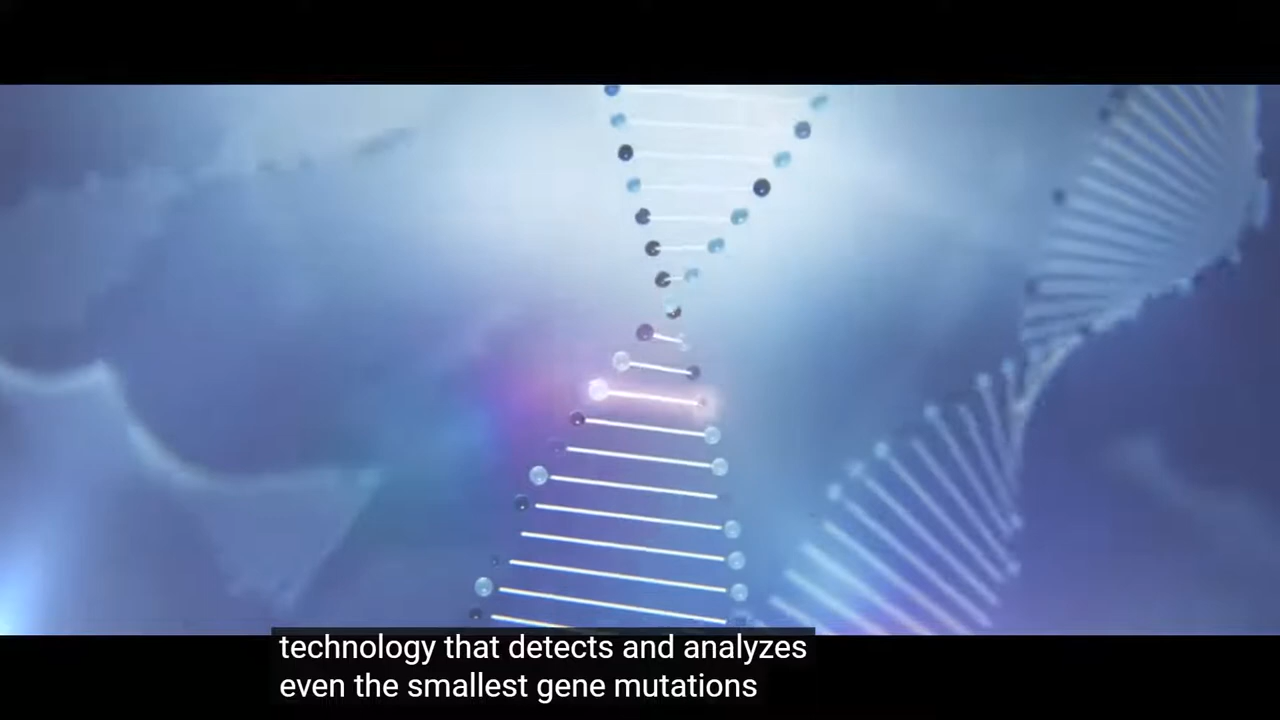 technology that detects and analyzes
even the smallest gene mutations